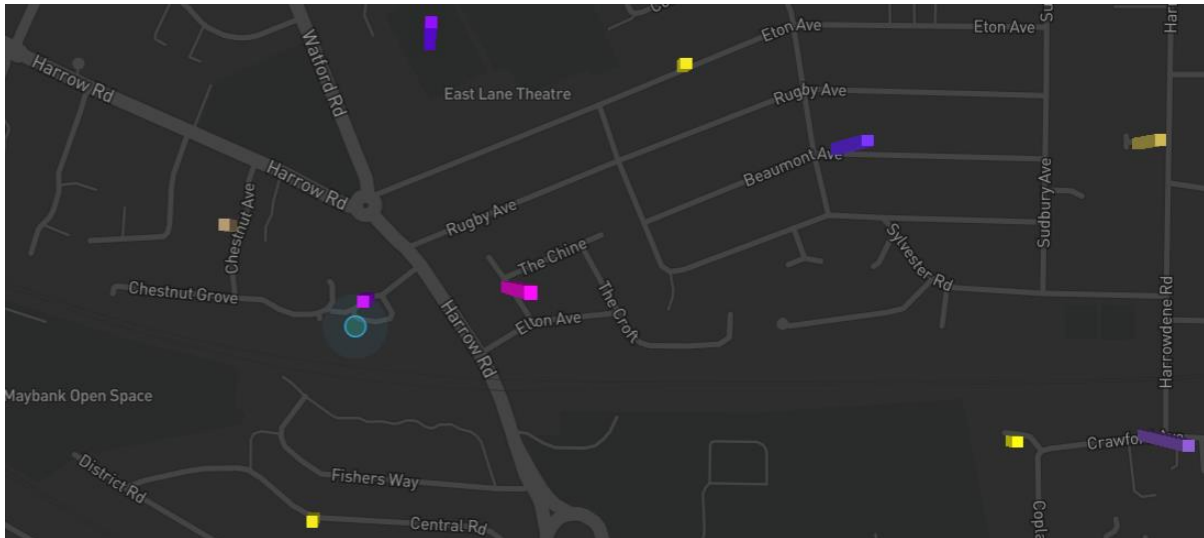 Eton Ave
Eton Ave
Watford Rd
Harrow Rd
East Lane Theatre
Rugby Ave
Beaumont Ave
Harrow Rd
Chestnut Ave
Rugby Ave
Sudbury Ave
The Chine
Sylvester Rd
Chestnut Grove
The Croft
Elton Ave
Harrow Rd
Harrowdene Rd
Maybank Open Space
District Rd
Fishers Way
Central Rd